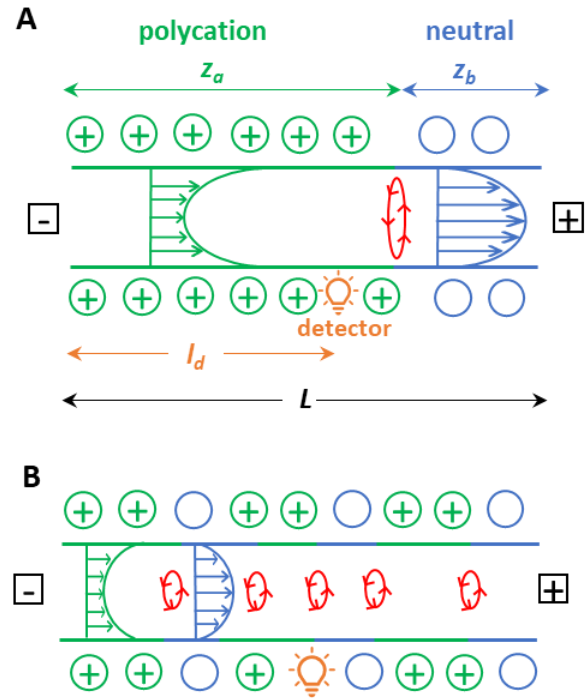 A
polycation neutral
z_a z_b
+ + + + + +
- +
+ + + + + +
detector
l_d
L
B
+ + + + + +
- +
+ + + + + +